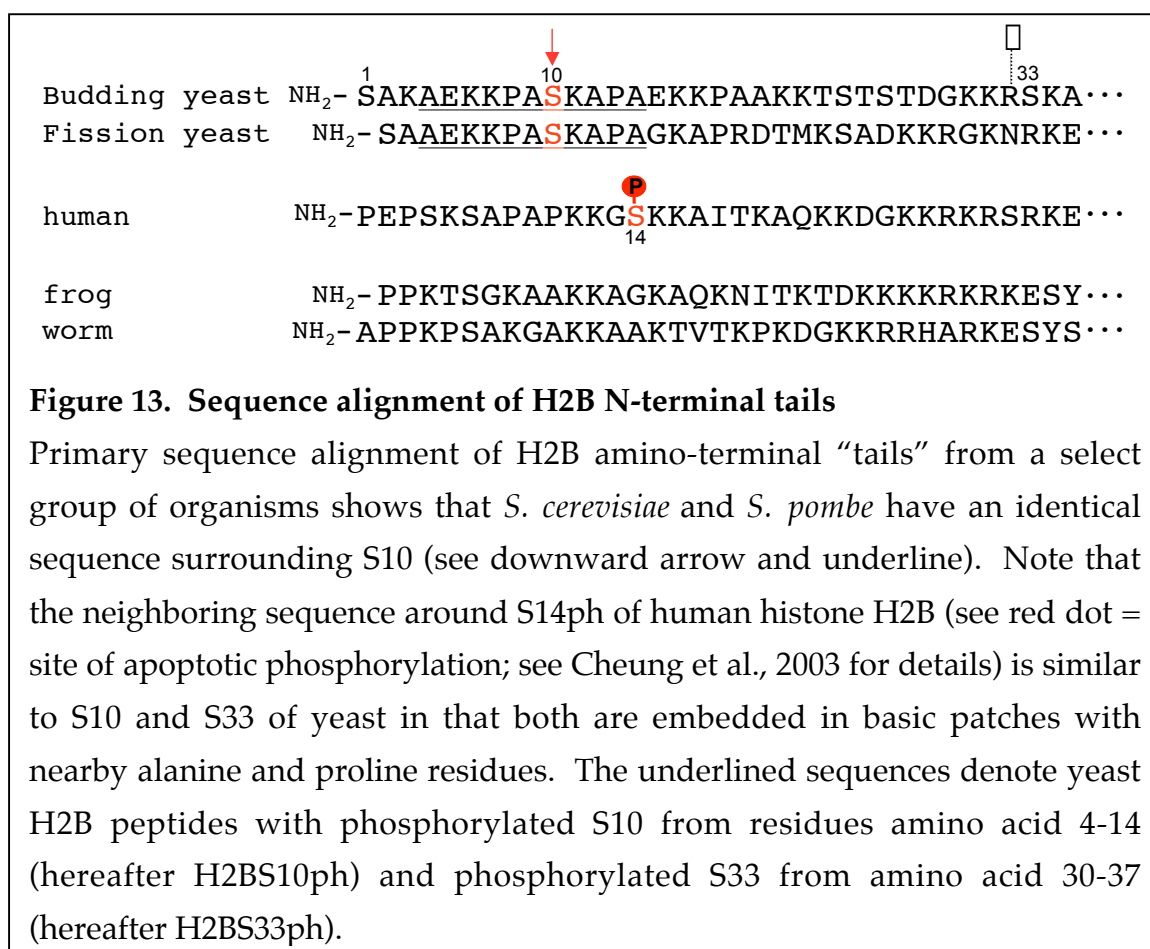 1 10 33
Budding yeast NH2- SAKAEKKPASKAPAEKKPAAKKTSTSTDGKKRSKA···
Fission yeast NH2- SAAEKKPASKAPAGKAPRDTMKSADKKRGKNRKE···
P
human NH2-PEPSKSAPAPKKGSKKAITKAQKKDGKKRKRSRKE···
14
frog NH2-PPKTSGKAAKKAGKAQKNITKTDKKKKRKRKESY···
worm NH2-APPKPSAKGAKKAAKTVTKPKDGKKRRHARKESYS···
Figure 13. Sequence alignment of H2B N-terminal tails
Primary sequence alignment of H2B amino-terminal “tails” from a select
group of organisms shows that S. cerevisiae and S. pombe have an identical
sequence surrounding S10 (see downward arrow and underline). Note that
the neighboring sequence around S14ph of human histone H2B (see red dot =
site of apoptotic phosphorylation; see Cheung et al., 2003 for details) is similar
to S10 and S33 of yeast in that both are embedded in basic patches with
nearby alanine and proline residues. The underlined sequences denote yeast
H2B peptides with phosphorylated S10 from residues amino acid 4-14
(hereafter H2BS10ph) and phosphorylated S33 from amino acid 30-37
(hereafter H2BS33ph).